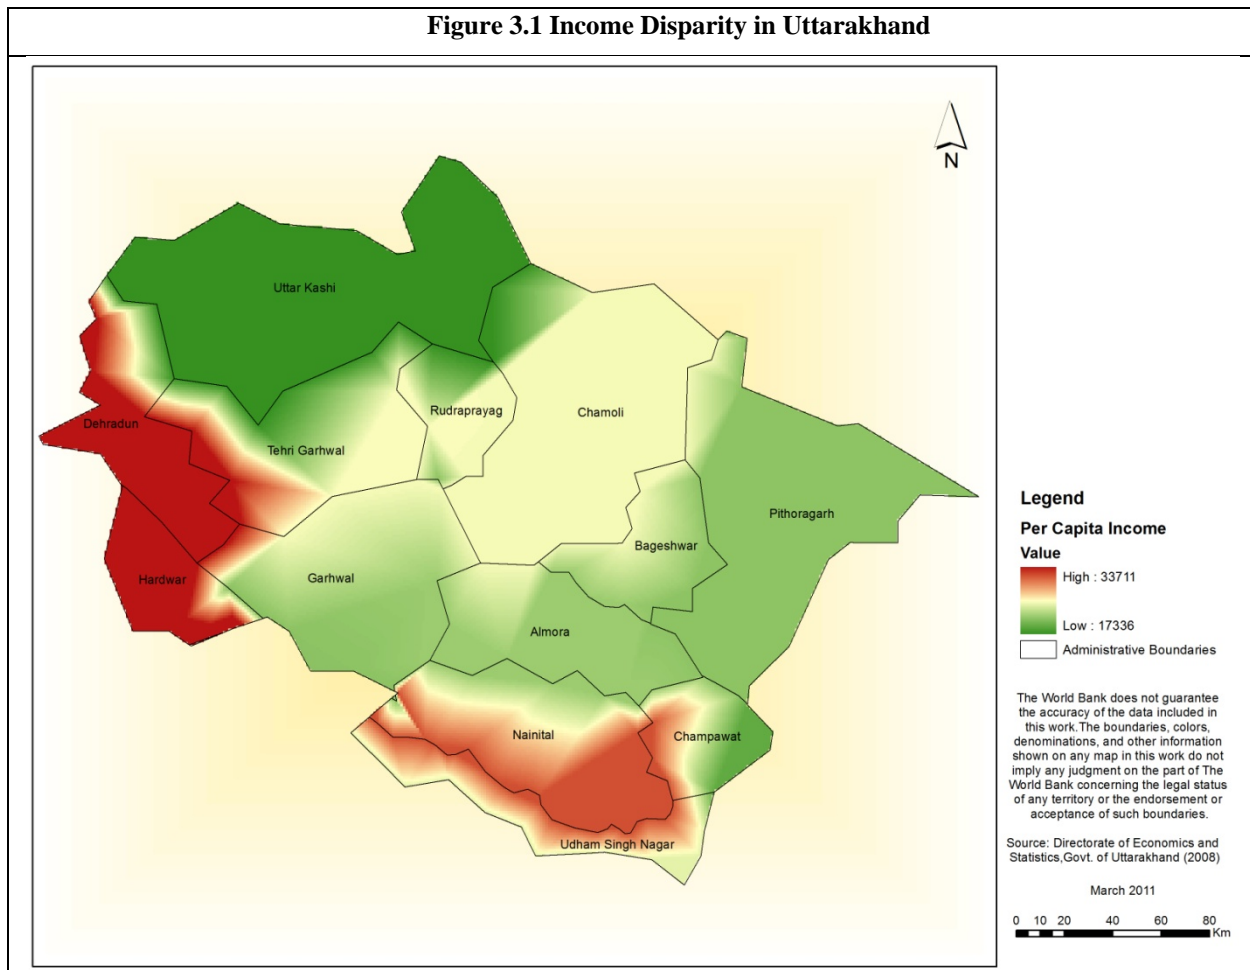 Figure 3.1 Income Disparity in Uttarakhand
N
Uttar Kashi
Dehradun
Rudraprayag
Chamoli
Tehri Garhwal
Pithoragarh
Bageshwar
Hardwar
Garhwal
Almora
Nainital
Champawat
Udham Singh Nagar
Legend
Per Capita Income
Value
High : 33711
Low : 17336
Administrative Boundaries
The World Bank does not guarantee
the accuracy of the data included in
this work.The boundaries, colors,
denominations, and other information
shown on any map in this work do not
imply any judgment on the part of The
World Bank concerning the legal status
of any territory or the endorsement or
acceptance of such boundaries.
Source: Directorate of Economics and
Statistics,Govt. of Uttarakhand (2008)
March 2011
0 10 20 40 60 80
Km